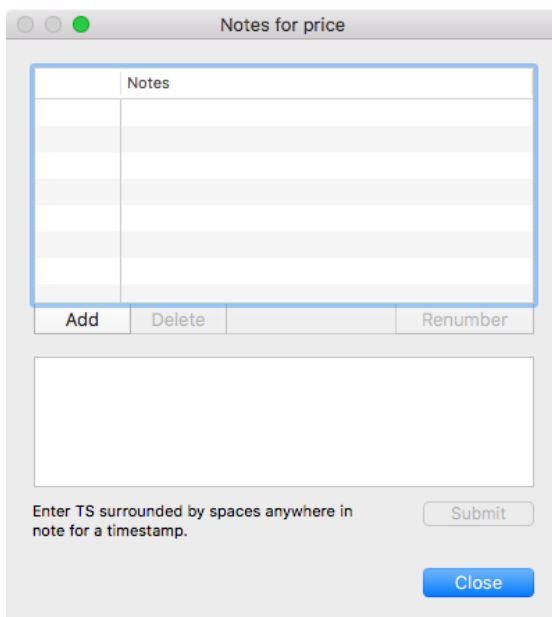 Notes for price
Notes
Add Delete Renumber
Enter TS surrounded by spaces anywhere in
note for a timestamp.
Submit
Close